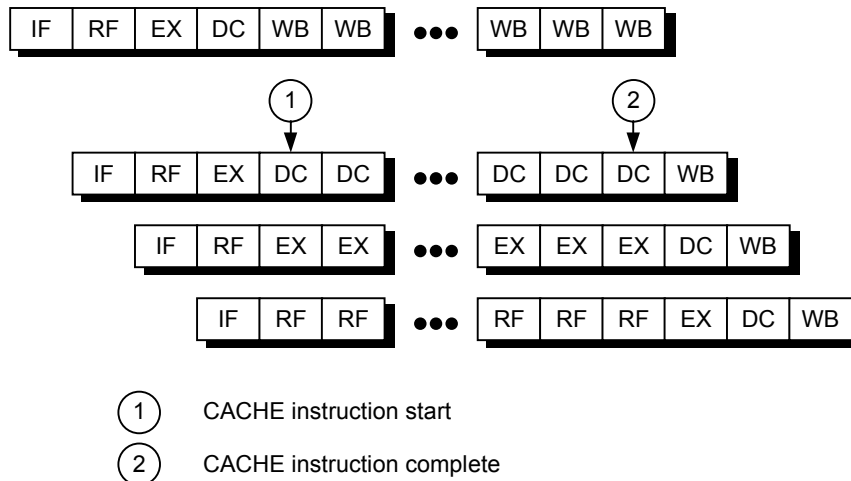 IF RF EX DC WB WB ●●● WB WB WB
1 2
IF RF EX DC DC ●●● DC DC DC WB
IF RF EX EX ●●● EX EX EX DC WB
IF RF RF ●●● RF RF RF EX DC WB
1 CACHE instruction start
2 CACHE instruction complete